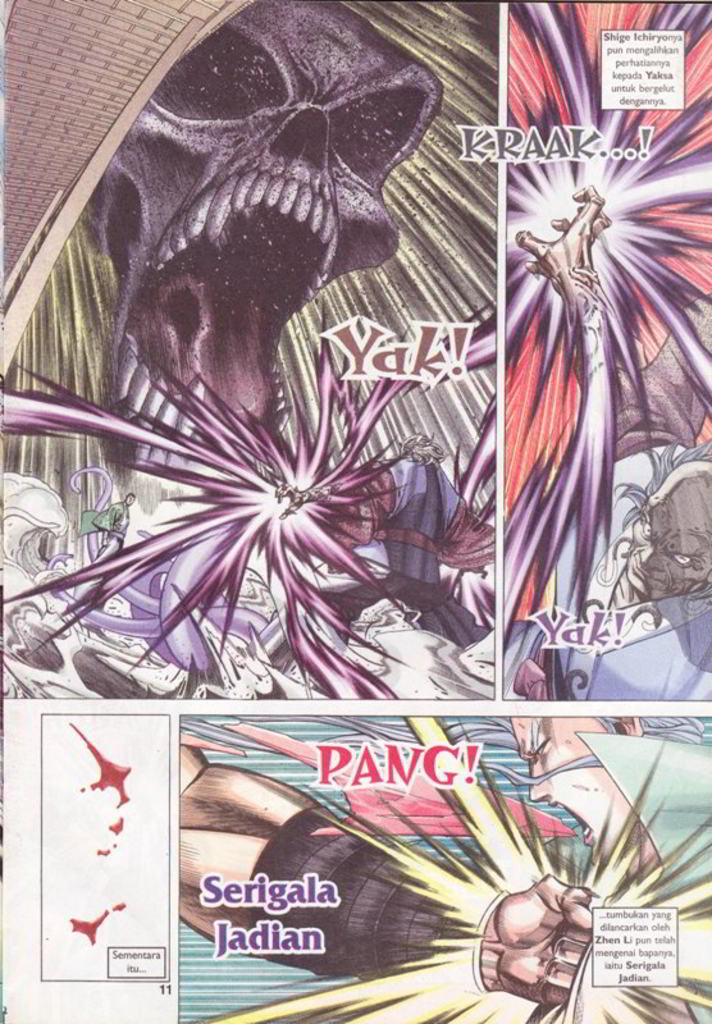 Shige Ichiryonya
pun mengalihkan
perhatiannya
kepada Yaksa
untuk bergelut
dengannya.
KRAAK...!
Yak!
Yak!
PANG!
Serigala
Jadian
Sementara
itu...
...tumbukan yang
dilancarkan oleh
Zhen Li pun telah
mengenai bapanya,
iaitu Serigala
Jadian.
11